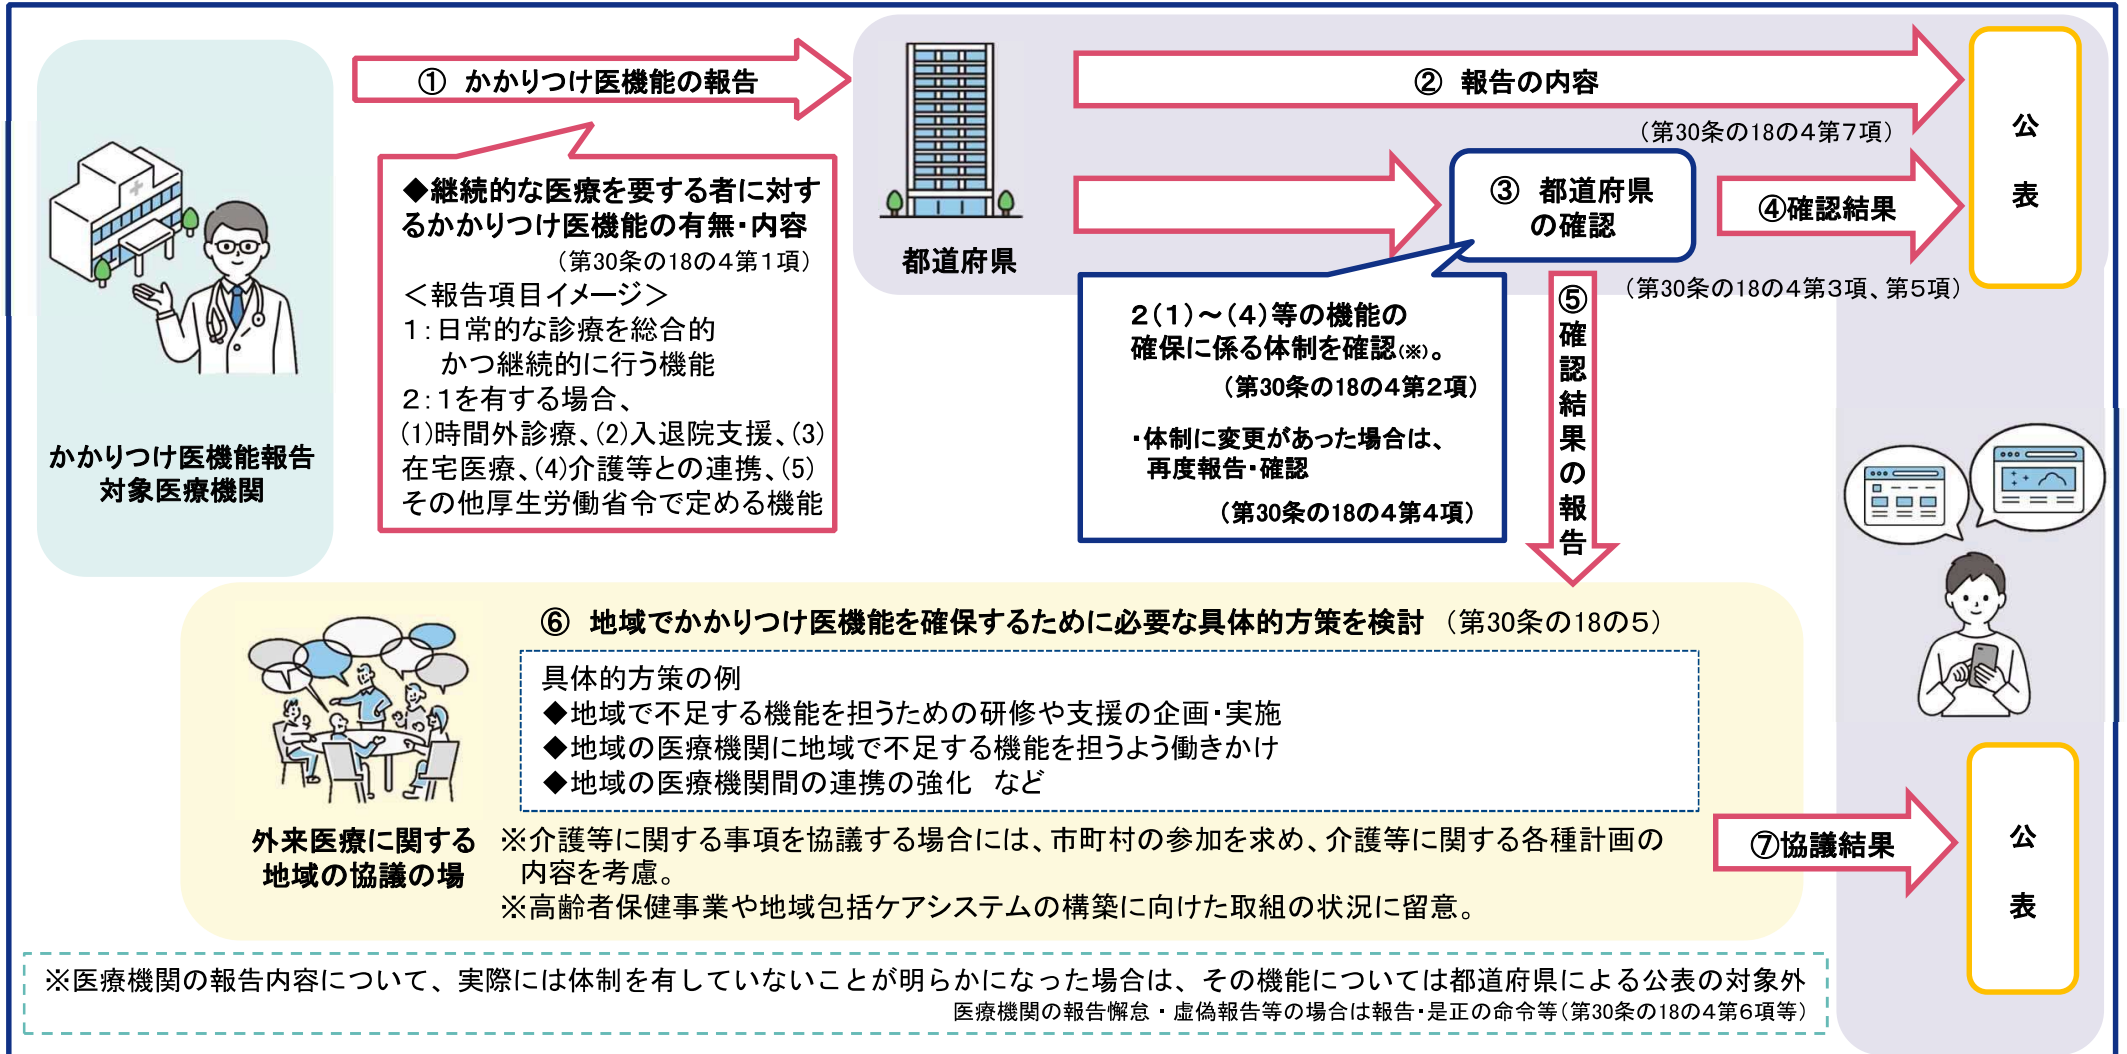 ① かかりつけ医機能の報告
② 報告の内容
(第30条の18の4第7項)
公
表
◆継続的な医療を要する者に対す
るかかりつけ医機能の有無・内容
(第30条の18の4第1項)
＜報告項目イメージ＞
1：日常的な診療を総合的
かつ継続的に行う機能
2：1を有する場合、
(1)時間外診療、(2)入退院支援、(3)
在宅医療、(4)介護等との連携、(5)
その他厚生労働省令で定める機能
かかりつけ医機能報告
対象医療機関
都道府県
③ 都道府県
の確認
④確認結果
(第30条の18の4第3項、第5項)
2(1)～(4)等の機能の
確保に係る体制を確認(※)。
(第30条の18の4第2項)
・体制に変更があった場合は、
再度報告・確認
(第30条の18の4第4項)
⑤確認結果の報告
⑥ 地域でかかりつけ医機能を確保するために必要な具体的方策を検討 (第30条の18の5)
具体的方策の例
◆地域で不足する機能を担うための研修や支援の企画・実施
◆地域の医療機関に地域で不足する機能を担うよう働きかけ
◆地域の医療機関間の連携の強化 など
外来医療に関する
地域の協議の場
※介護等に関する事項を協議する場合には、市町村の参加を求め、介護等に関する各種計画の
内容を考慮。
※高齢者保健事業や地域包括ケアシステムの構築に向けた取組の状況に留意。
⑦協議結果
公
表
※医療機関の報告内容について、実際には体制を有していないことが明らかになった場合は、その機能については都道府県による公表の対象外
医療機関の報告懈怠・虚偽報告等の場合は報告・是正の命令等(第30条の18の4第6項等)